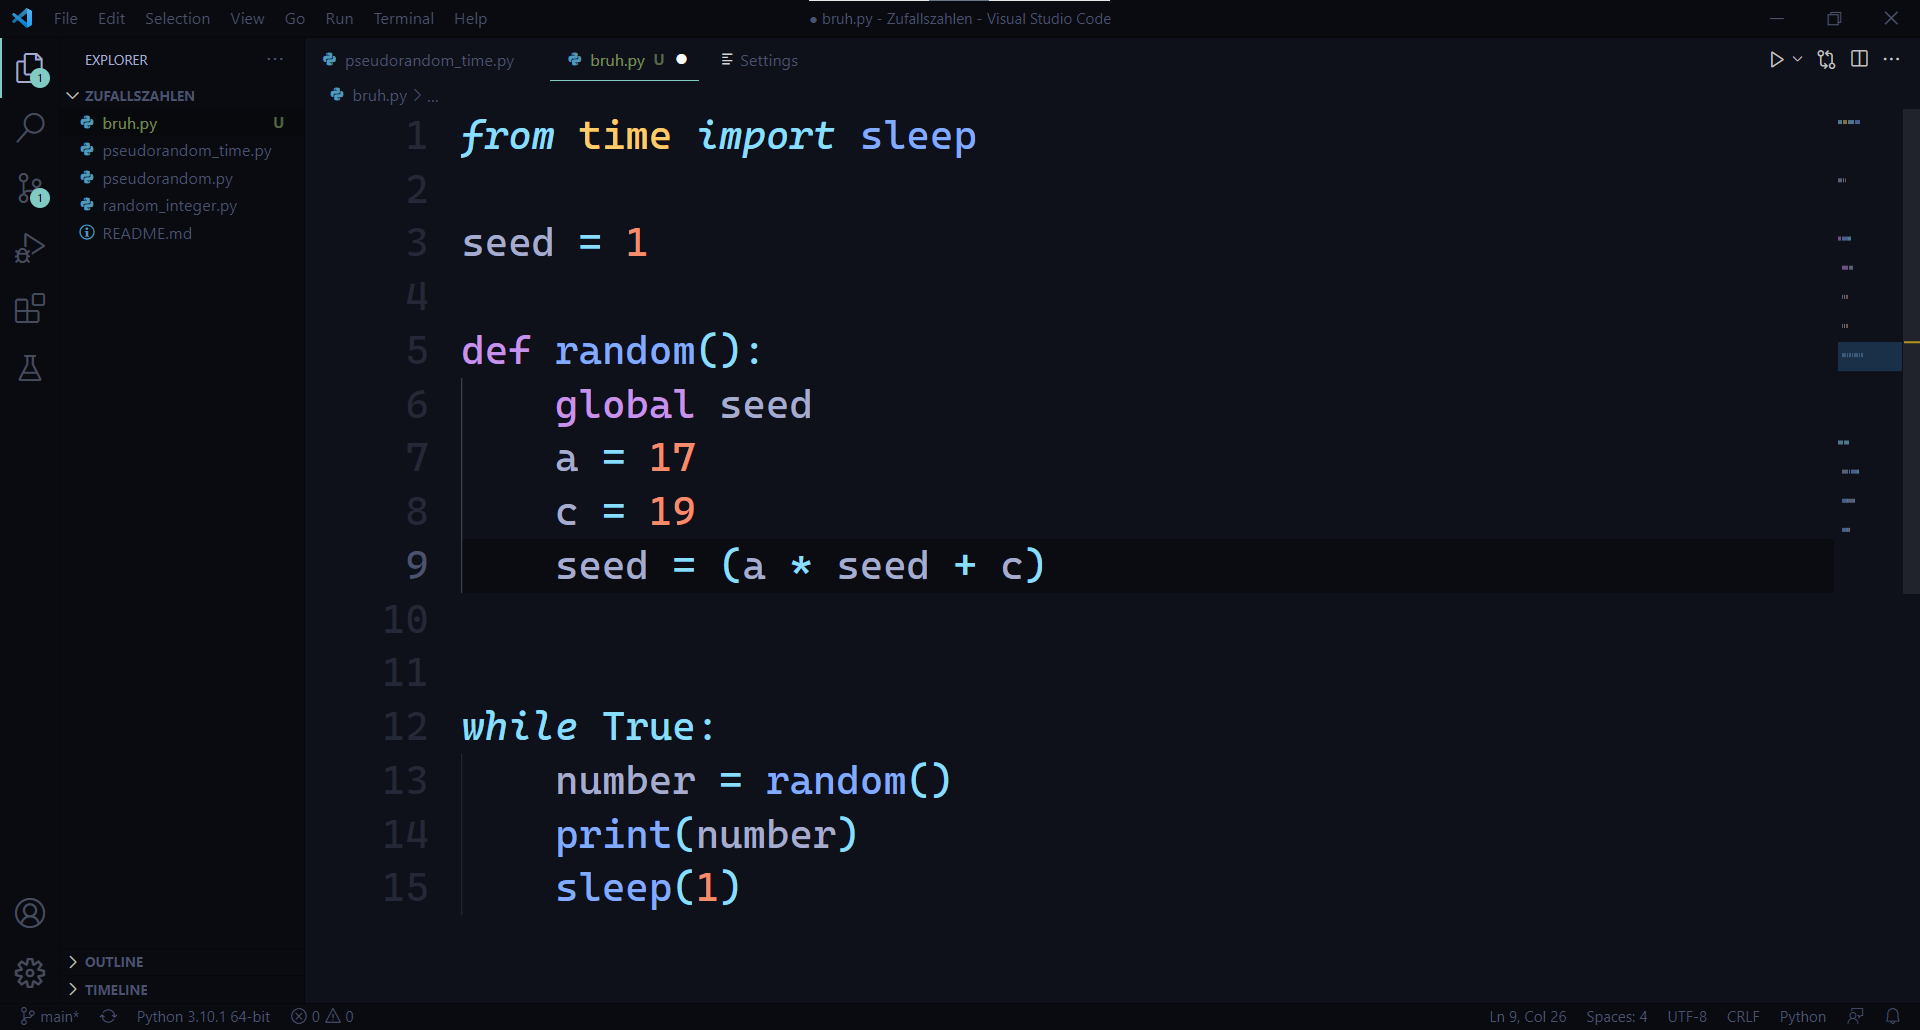 File Edit Selection View Go Run Terminal Help
● bruh.py - Zufallszahlen - Visual Studio Code
EXPLORER ...
ZUFALLSZAHLEN
bruh.py U
pseudorandom_time.py
pseudorandom.py
random_integer.py
README.md
OUTLINE
TIMELINE
1
1
pseudorandom_time.py bruh.py U ● Settings
bruh.py > ...
1 from time import sleep
2
3 seed = 1
4
5 def random():
6     global seed
7     a = 17
8     c = 19
9     seed = (a * seed + c)
10
11
12 while True:
13     number = random()
14     print(number)
15     sleep(1)
main* Python 3.10.1 64-bit 0 0 Ln 9, Col 26 Spaces: 4 UTF-8 CRLF Python